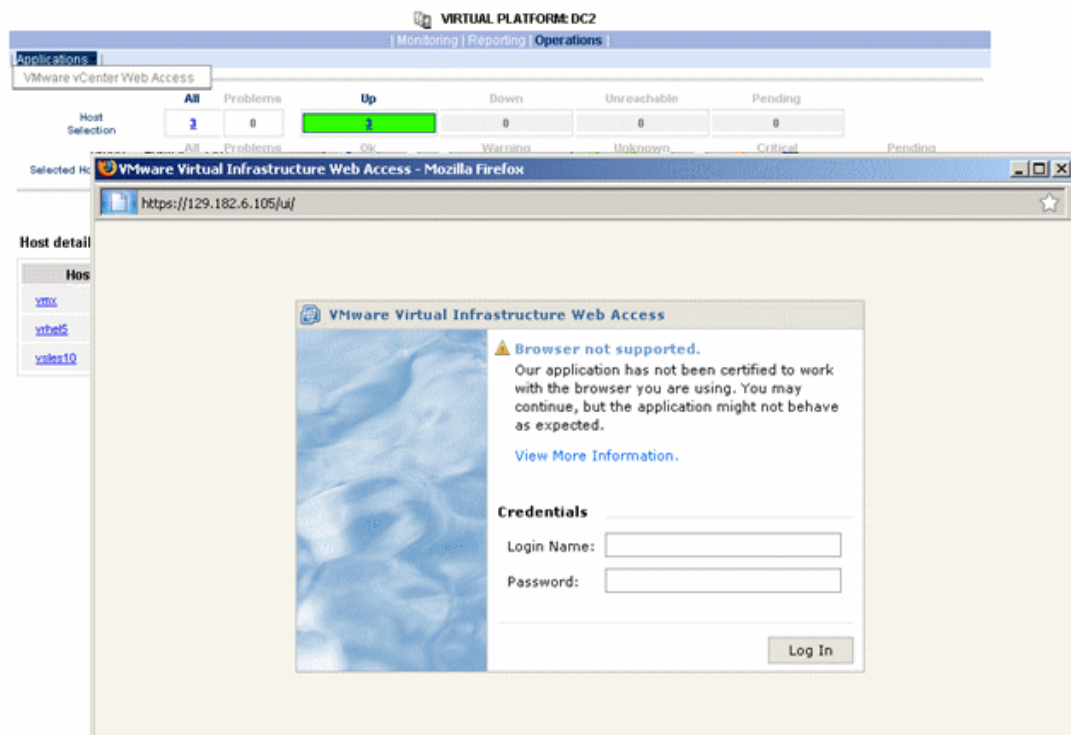 VIRTUAL PLATFORM: DC2
| Monitoring | Reporting | Operations |
| Applications |
VMware vCenter Web Access
All Problems Up Down Unreachable Pending
Host Selection
3 0 3 0 0 0
All Problems Ok Warning Unknown Critical Pending
Selected Ho
VMware Virtual Infrastructure Web Access - Mozilla Firefox
https://129.182.6.105/ui/
Host detail
Hos
vmx
vrhel5
vsles10
VMware Virtual Infrastructure Web Access
Browser not supported.
Our application has not been certified to work
with the browser you are using. You may
continue, but the application might not behave
as expected.
View More Information.
Credentials
Login Name:
Password:
Log In